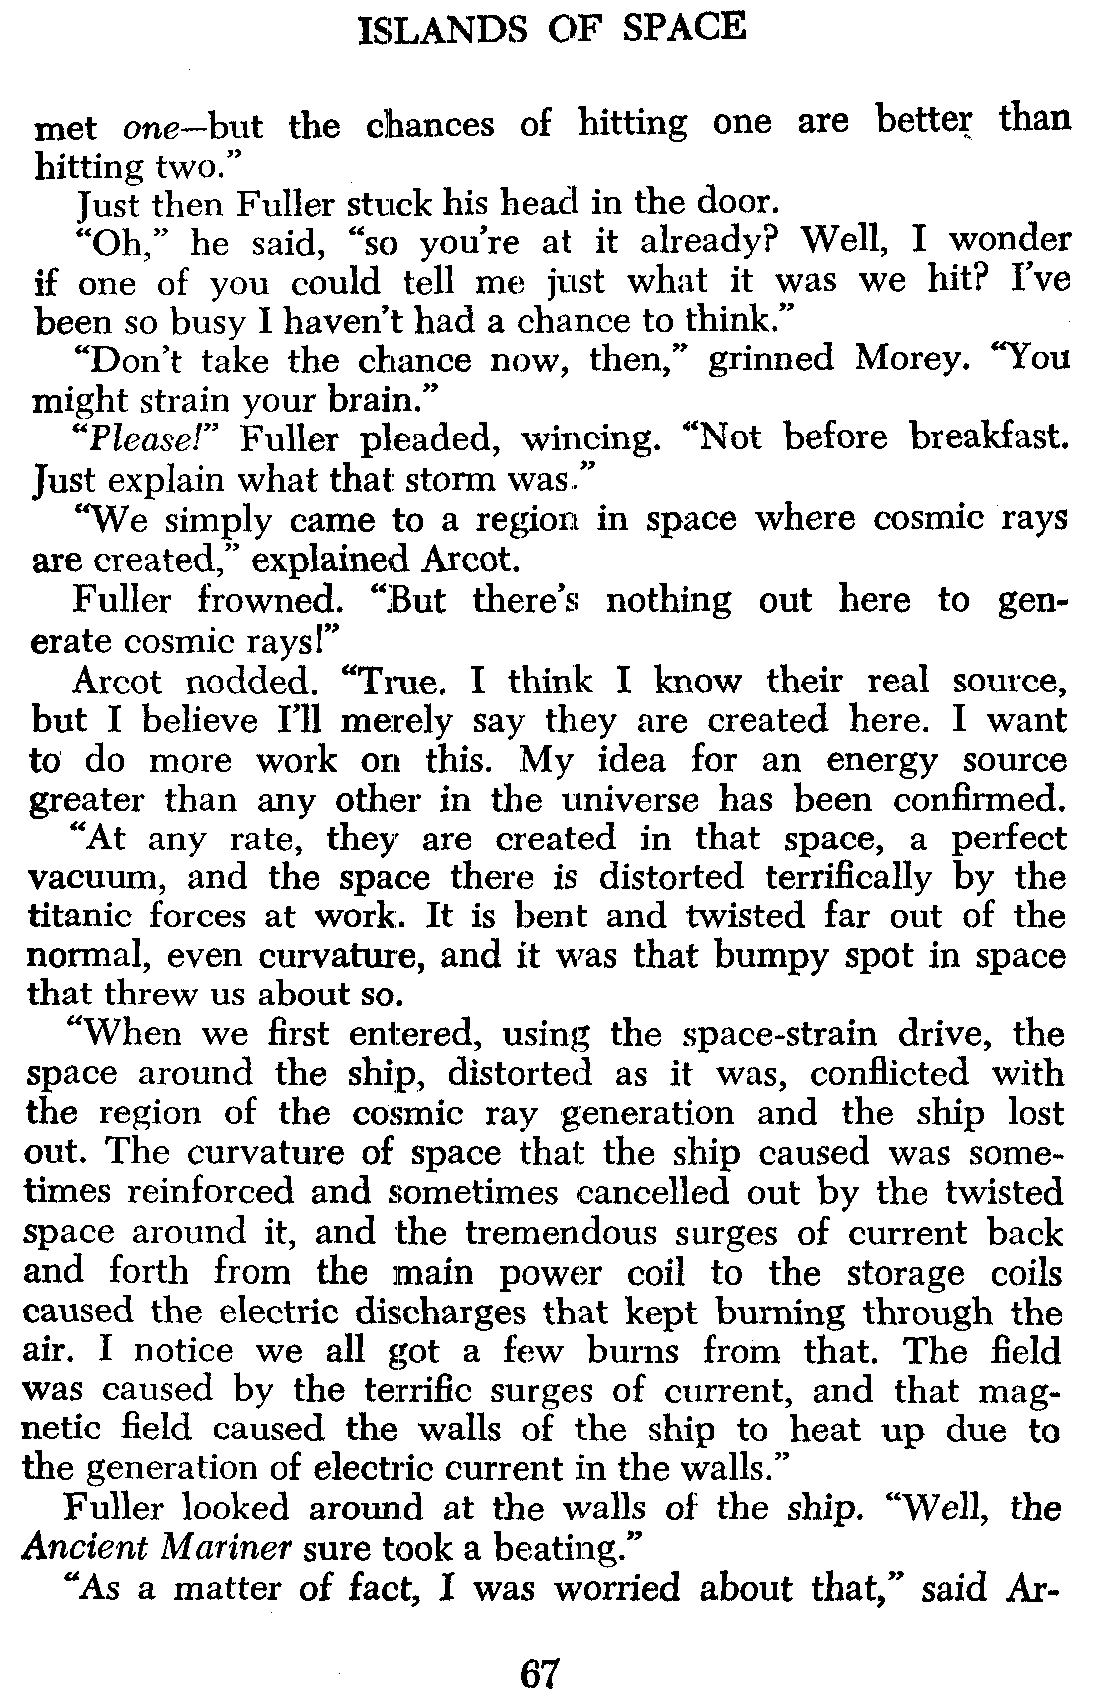 ISLANDS OF SPACE
met one—but the chances of hitting one are better than
hitting two.”
Just then Fuller stuck his head in the door.
“Oh,” he said, “so you’re at it already? Well, I wonder
if one of you could tell me just what it was we hit? I’ve
been so busy I haven’t had a chance to think.”
“Don’t take the chance now, then,” grinned Morey. “You
might strain your brain.”
“Please!” Fuller pleaded, wincing. “Not before breakfast.
Just explain what that storm was.”
“We simply came to a region in space where cosmic rays
are created,” explained Arcot.
Fuller frowned. “But there’s nothing out here to gen-
erate cosmic rays!”
Arcot nodded. “True. I think I know their real source,
but I believe I’ll merely say they are created here. I want
to do more work on this. My idea for an energy source
greater than any other in the universe has been confirmed.
“At any rate, they are created in that space, a perfect
vacuum, and the space there is distorted terrifically by the
titanic forces at work. It is bent and twisted far out of the
normal, even curvature, and it was that bumpy spot in space
that threw us about so.
“When we first entered, using the space-strain drive, the
space around the ship, distorted as it was, conflicted with
the region of the cosmic ray generation and the ship lost
out. The curvature of space that the ship caused was some-
times reinforced and sometimes cancelled out by the twisted
space around it, and the tremendous surges of current back
and forth from the main power coil to the storage coils
caused the electric discharges that kept burning through the
air. I notice we all got a few burns from that. The field
was caused by the terrific surges of current, and that mag-
netic field caused the walls of the ship to heat up due to
the generation of electric current in the walls.”
Fuller looked around at the walls of the ship. “Well, the
Ancient Mariner sure took a beating.”
“As a matter of fact, I was worried about that,” said Ar-
67